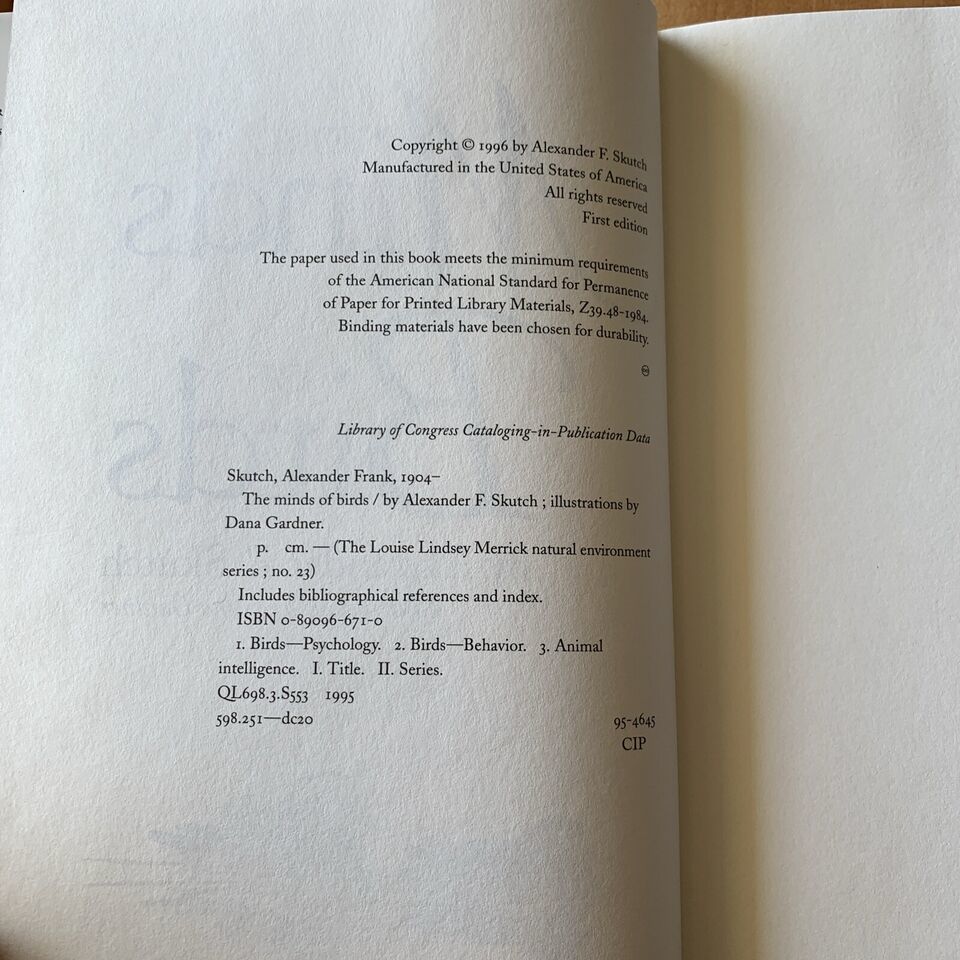 Copyright © 1996 by Alexander F. Skutch
Manufactured in the United States of America
All rights reserved
First edition
The paper used in this book meets the minimum requirements
of the American National Standard for Permanence
of Paper for Printed Library Materials, Z39.48-1984.
Binding materials have been chosen for durability.
♾
Library of Congress Cataloging-in-Publication Data
Skutch, Alexander Frank, 1904–
The minds of birds / by Alexander F. Skutch ; illustrations by
Dana Gardner.
p. cm. — (The Louise Lindsey Merrick natural environment
series ; no. 23)
Includes bibliographical references and index.
ISBN 0-89096-671-0
1. Birds—Psychology. 2. Birds—Behavior. 3. Animal
intelligence. I. Title. II. Series.
QL698.3.S553 1995
598.251—dc20 95-4645
CIP